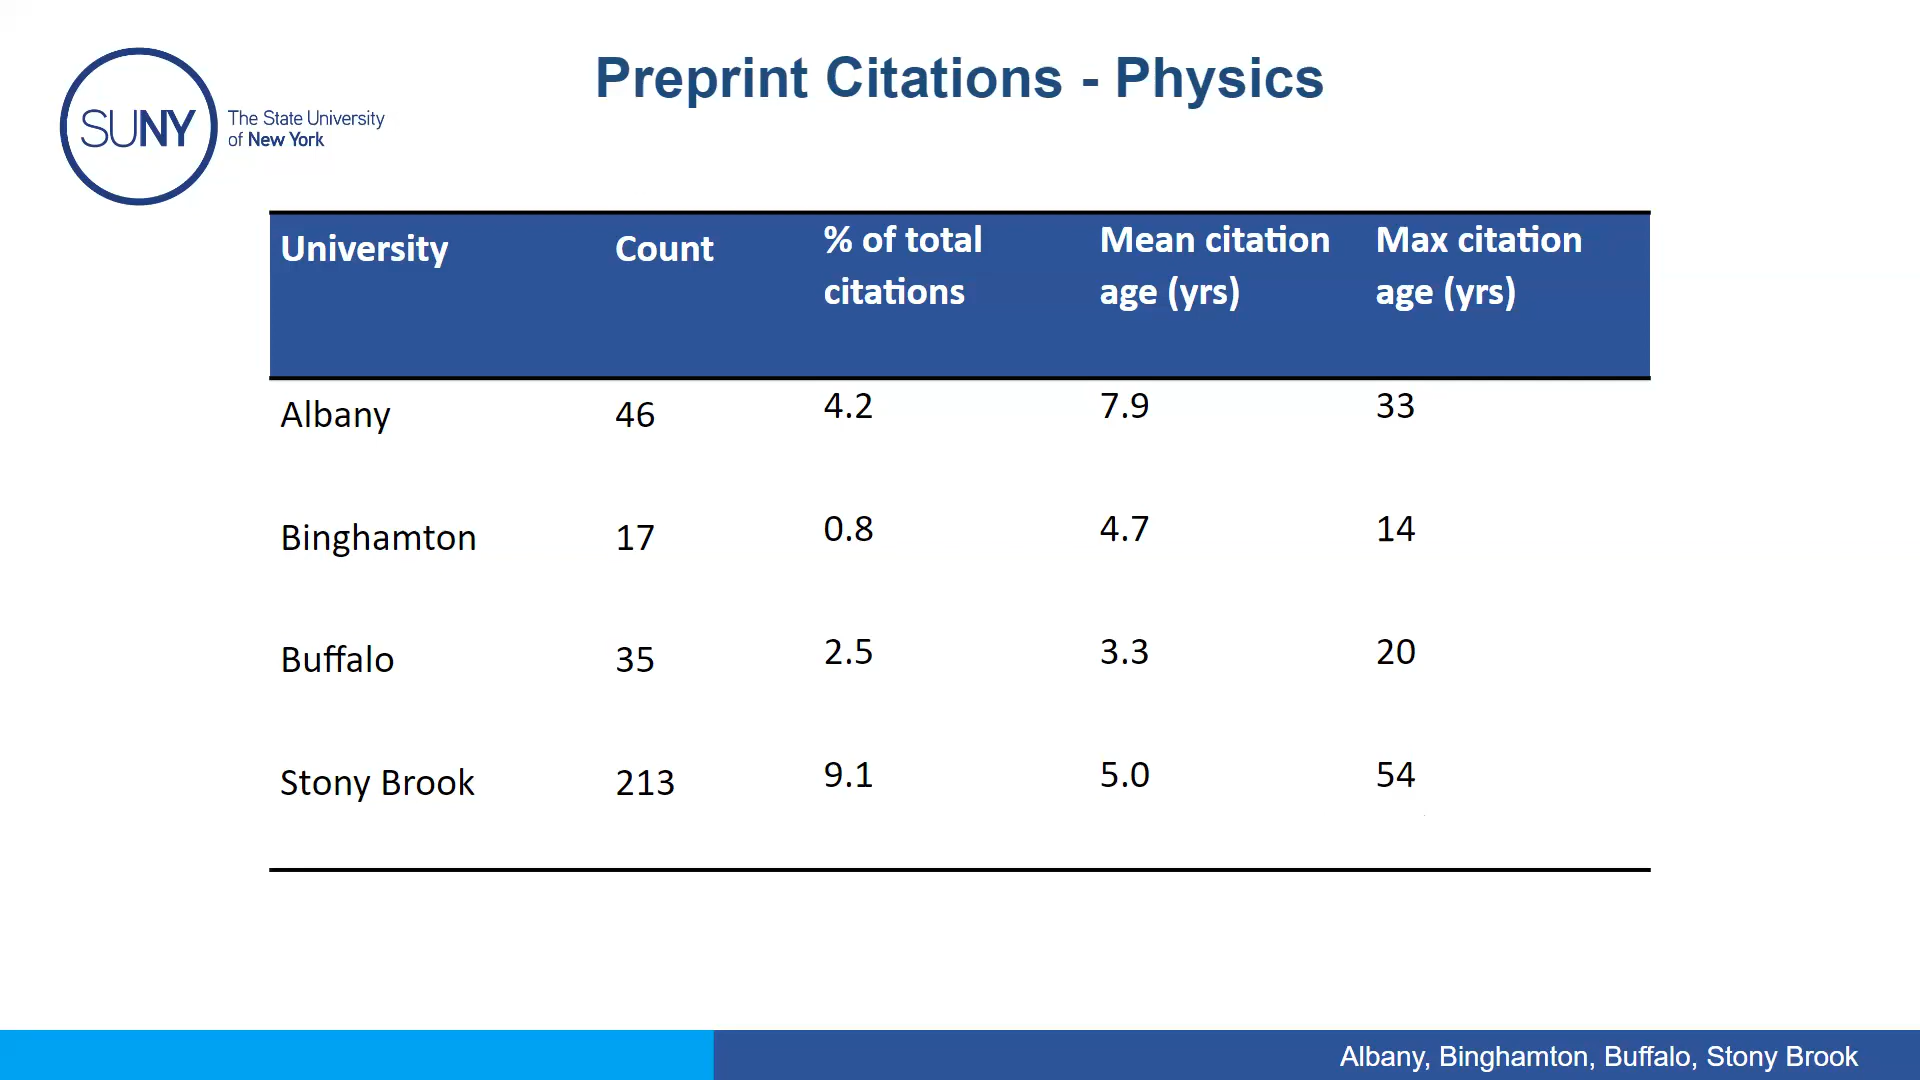 Preprint Citations - Physics
SUNY
The State University
of New York
University Count % of total citations Mean citation age (yrs) Max citation age (yrs)
Albany 46 4.2 7.9 33
Binghamton 17 0.8 4.7 14
Buffalo 35 2.5 3.3 20
Stony Brook 213 9.1 5.0 54
Albany, Binghamton, Buffalo, Stony Brook